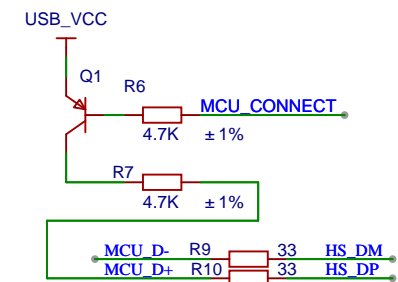 USB_VCC
Q1
R6
MCU_CONNECT
4.7K ±1%
R7
4.7K ±1%
MCU_D- R9 33 HS_DM
MCU_D+ R10 33 HS_DP